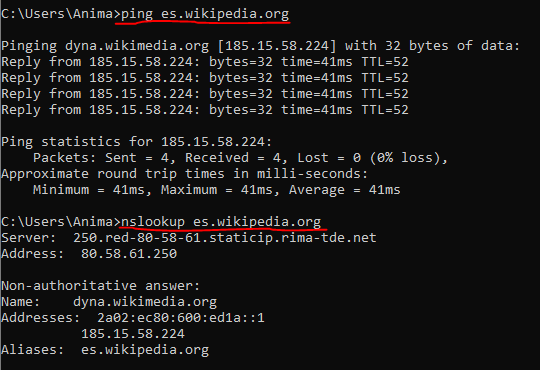 C:\Users\Anima>ping es.wikipedia.org
Pinging dyna.wikimedia.org [185.15.58.224] with 32 bytes of data:
Reply from 185.15.58.224: bytes=32 time=41ms TTL=52
Reply from 185.15.58.224: bytes=32 time=41ms TTL=52
Reply from 185.15.58.224: bytes=32 time=41ms TTL=52
Reply from 185.15.58.224: bytes=32 time=41ms TTL=52
Ping statistics for 185.15.58.224:
    Packets: Sent = 4, Received = 4, Lost = 0 (0% loss),
Approximate round trip times in milli-seconds:
    Minimum = 41ms, Maximum = 41ms, Average = 41ms
C:\Users\Anima>nslookup es.wikipedia.org
Server:  250.red-80-58-61.staticip.rima-tde.net
Address:  80.58.61.250
Non-authoritative answer:
Name:    dyna.wikimedia.org
Addresses:  2a02:ec80:600:ed1a::1
          185.15.58.224
Aliases:  es.wikipedia.org